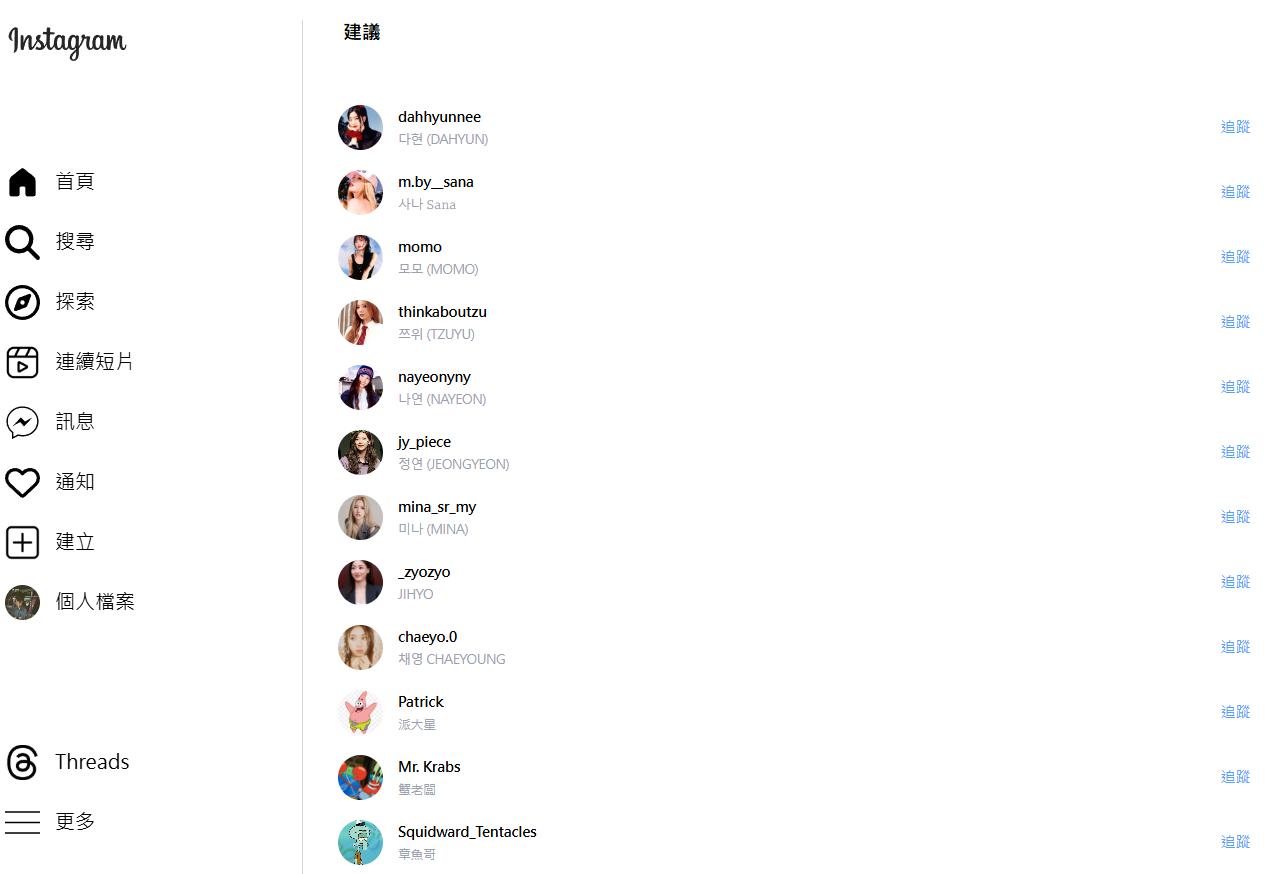 Instagram
首頁
搜尋
探索
連續短片
訊息
通知
建立
個人檔案
Threads
更多
建議
dahhyunnee
다현 (DAHYUN)
追蹤
m.by__sana
사나 Sana
追蹤
momo
모모 (MOMO)
追蹤
thinkaboutzu
쯔위 (TZUYU)
追蹤
nayeonyny
나연 (NAYEON)
追蹤
jy_piece
정연 (JEONGYEON)
追蹤
mina_sr_my
미나 (MINA)
追蹤
_zyozyo
JIHYO
追蹤
chaeyo.0
채영 CHAEYOUNG
追蹤
Patrick
派大星
追蹤
Mr. Krabs
蟹老闆
追蹤
Squidward_Tentacles
章魚哥
追蹤